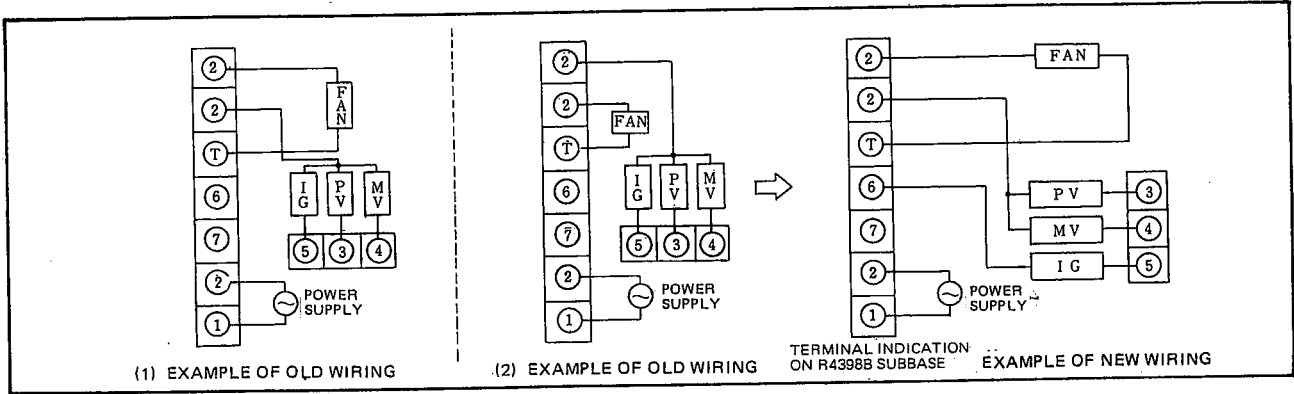 2
2
T
6
7
2
1
FAN
IG
PV
MV
5
3
4
POWER
SUPPLY
(1) EXAMPLE OF OLD WIRING
2
2
T
6
7
2
1
FAN
IG
PV
MV
5
3
4
POWER
SUPPLY
(2) EXAMPLE OF OLD WIRING
2
2
T
6
7
2
1
FAN
PV
MV
IG
3
4
5
POWER
SUPPLY
TERMINAL INDICATION
ON R4398B SUBBASE
EXAMPLE OF NEW WIRING